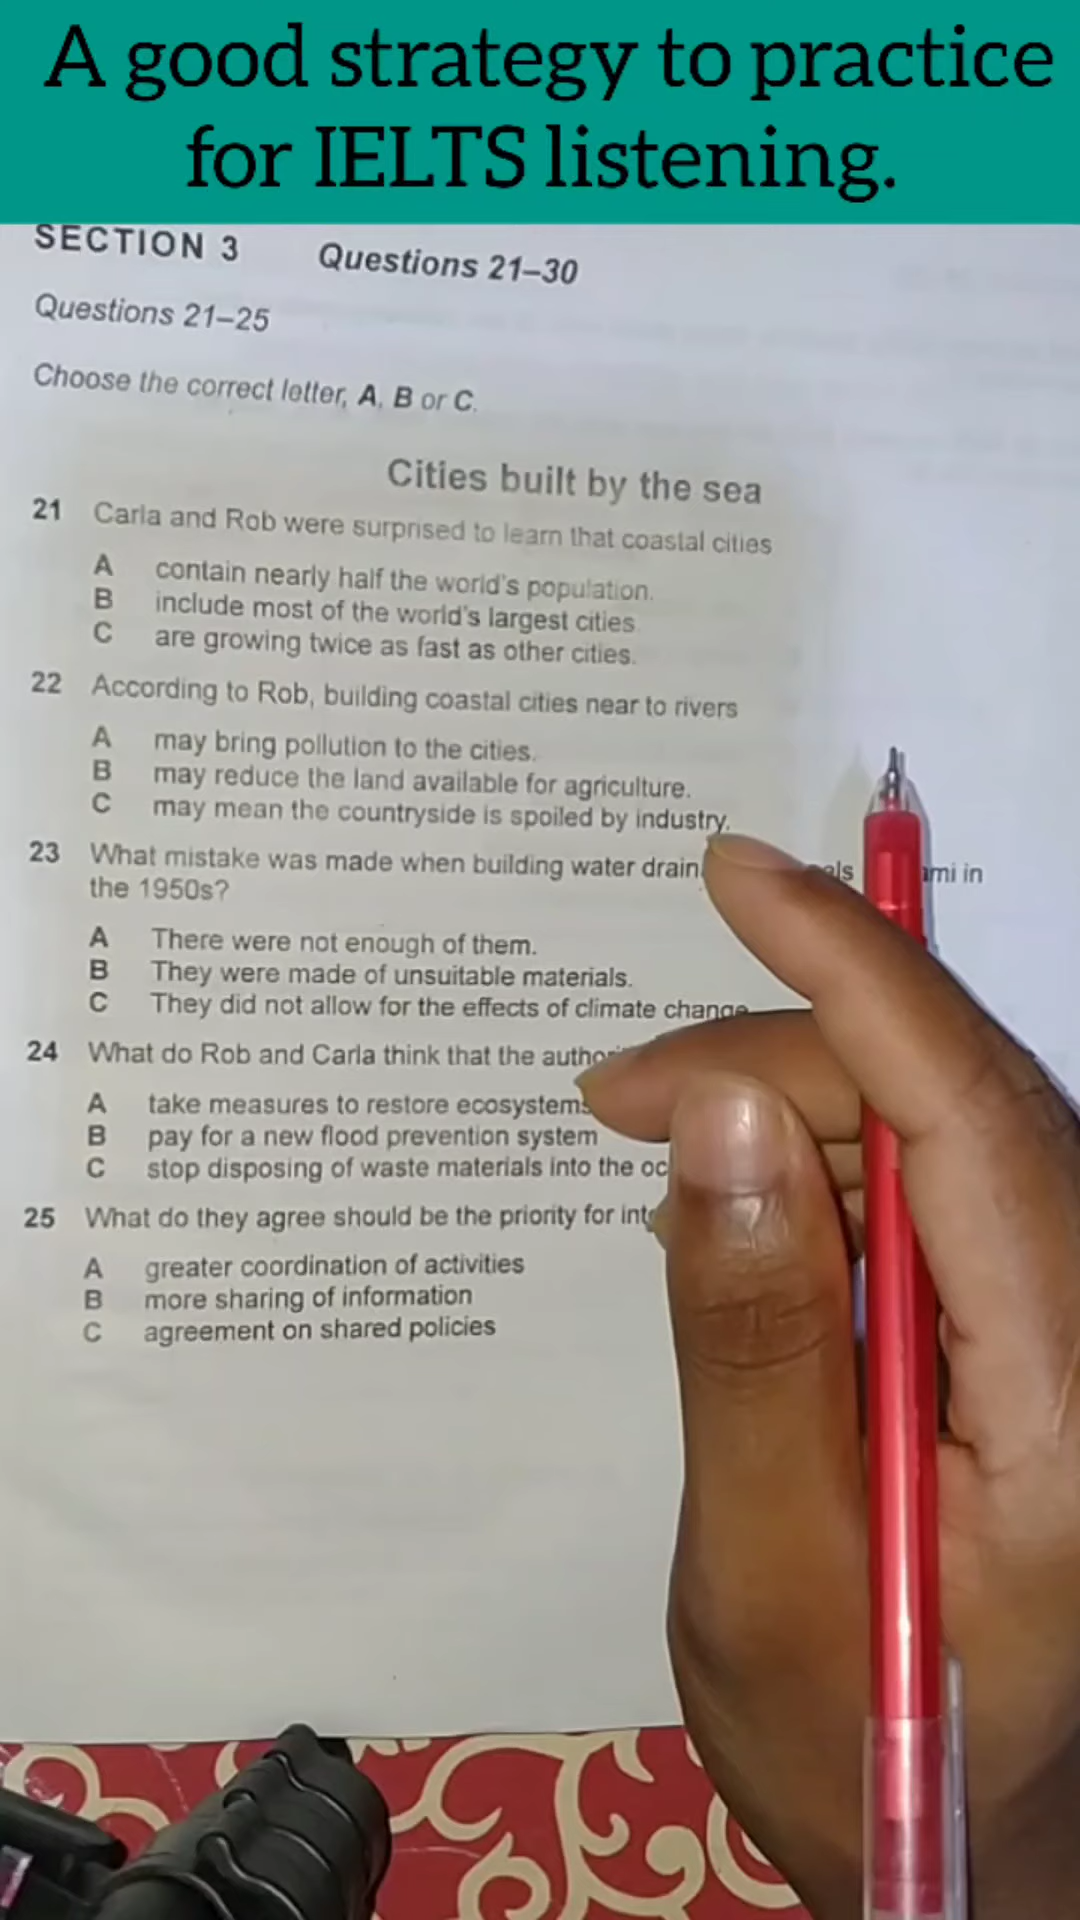 A good strategy to practice
for IELTS listening.
SECTION 3 Questions 21–30
Questions 21–25
Choose the correct letter, A, B or C.
Cities built by the sea
21 Carla and Rob were surprised to learn that coastal cities
A contain nearly half the world's population.
B include most of the world's largest cities.
C are growing twice as fast as other cities.
22 According to Rob, building coastal cities near to rivers
A may bring pollution to the cities.
B may reduce the land available for agriculture.
C may mean the countryside is spoiled by industry.
23 What mistake was made when building water in
the 1950s?
A There were not enough of them.
B They were made of unsuitable materials.
C They did not allow for the effects of climate change
24 What do Rob and Carla think that the
A take measures to restore ecosystems
B pay for a new flood prevention system
C stop disposing of waste materials into the
25 What do they agree should be the priority for
A greater coordination of activities
B more sharing of information
C agreement on shared policies